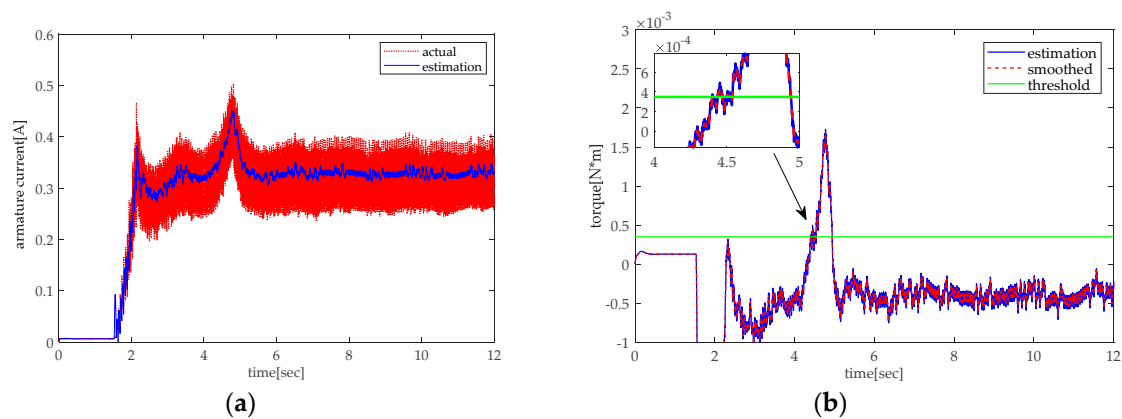 0.6
0.5
0.4
0.3
0.2
0.1
0
armature current[A]
actual
estimation
0 2 4 6 8 10 12
time[sec]
(a)
×10⁻³
3
2.5
2
1.5
1
0.5
0
-0.5
-1
torque[N*m]
×10⁻⁴
6
4
2
0
4 4.5 5
estimation
smoothed
threshold
0 2 4 6 8 10 12
time[sec]
(b)